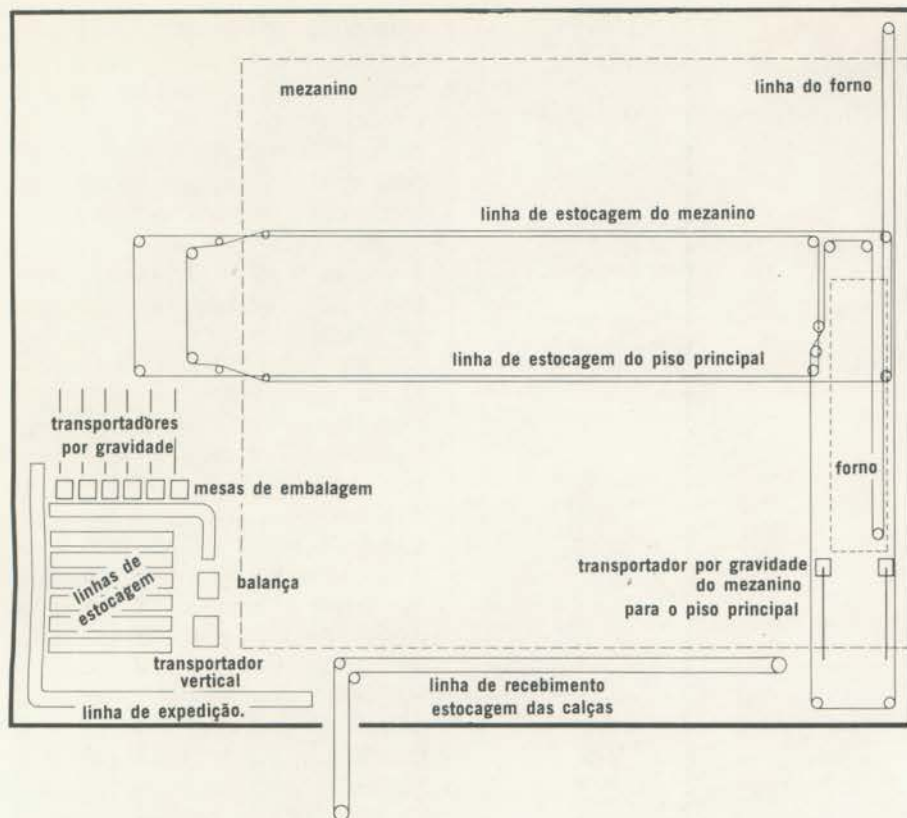 mezanino
linha do forno
linha de estocagem do mezanino
linha de estocagem do piso principal
transportadores
por gravidade
forno
mesas de embalagem
linhas de
estocagem
balança
transportador por gravidade
do mezanino
para o piso principal
transportador
vertical
linha de recebimento
estocagem das calças
linha de expedição.